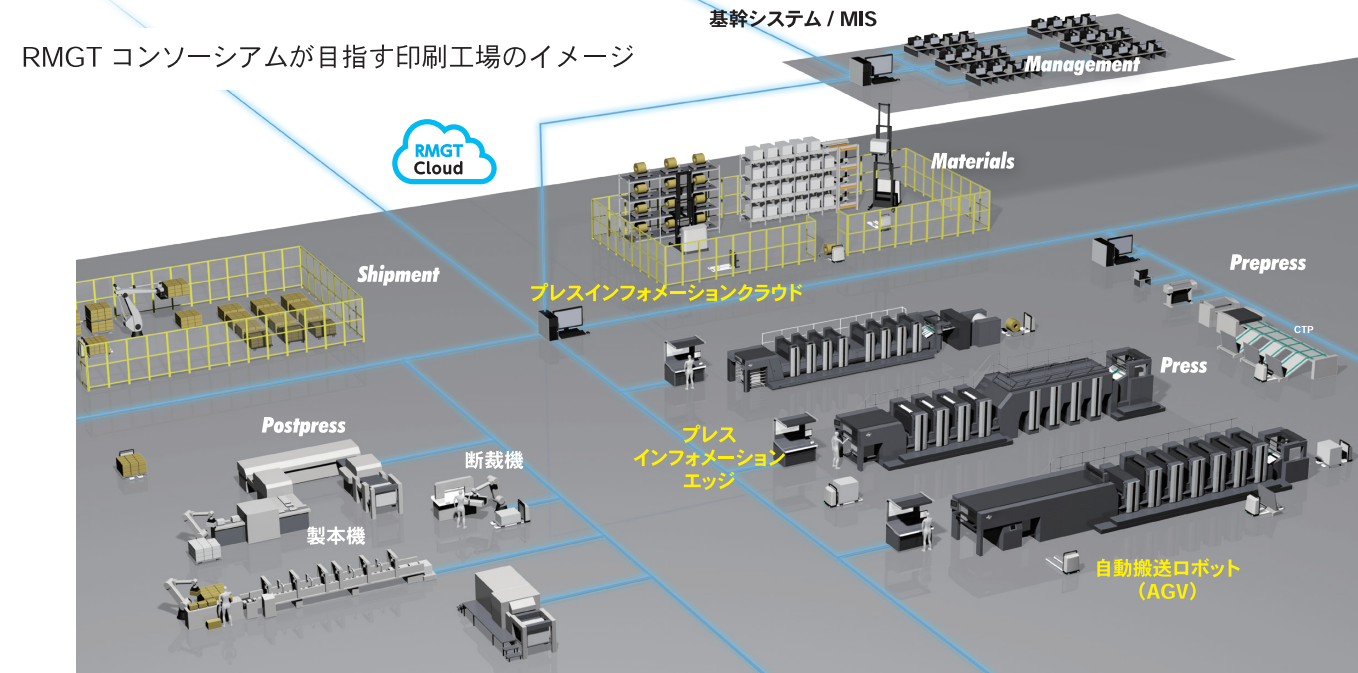 基幹システム / MIS
RMGT コンソーシアムが目指す印刷工場のイメージ
Management
RMGT
Cloud
Materials
Shipment
Prepress
プレスインフォメーションクラウド
CTP
Press
Postpress
プレス
インフォメーション
エッジ
断裁機
製本機
自動搬送ロボット
（AGV）